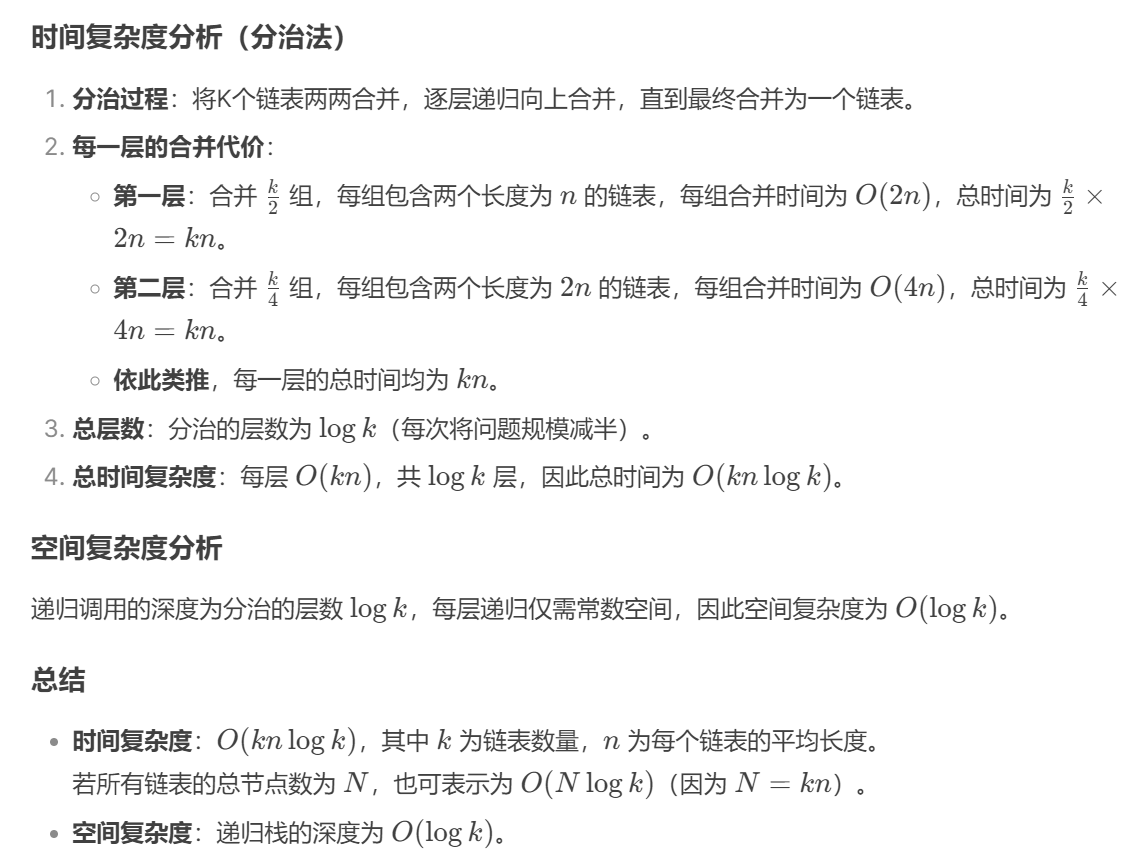 时间复杂度分析（分治法）
1. 分治过程：将K个链表两两合并，逐层递归向上合并，直到最终合并为一个链表。
2. 每一层的合并代价：
○ 第一层：合并 k/2 组，每组包含两个长度为 n 的链表，每组合并时间为 O(2n)，总时间为 k/2 ×
2n = kn。
○ 第二层：合并 k/4 组，每组包含两个长度为 2n 的链表，每组合并时间为 O(4n)，总时间为 k/4 ×
4n = kn。
○ 依此类推，每一层的总时间均为 kn。
3. 总层数：分治的层数为 log k（每次将问题规模减半）。
4. 总时间复杂度：每层 O(kn)，共 log k 层，因此总时间为 O(kn log k)。
空间复杂度分析
递归调用的深度为分治的层数 log k，每层递归仅需常数空间，因此空间复杂度为 O(log k)。
总结
• 时间复杂度：O(kn log k)，其中 k 为链表数量，n 为每个链表的平均长度。
若所有链表的总节点数为 N，也可表示为 O(N log k)（因为 N = kn）。
• 空间复杂度：递归栈的深度为 O(log k)。